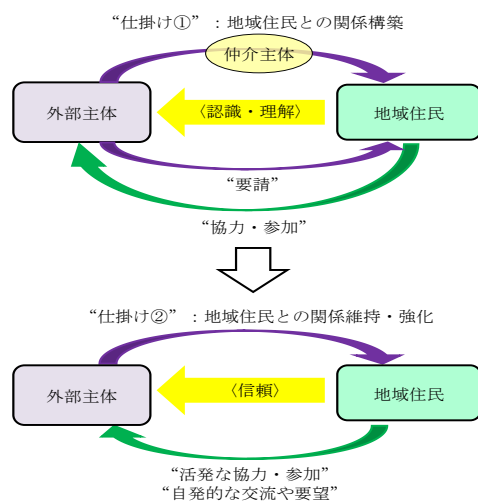 “仕掛け①”：地域住民との関係構築
仲介主体
外部主体
〈認識・理解〉
地域住民
“要請”
“協力・参加”
“仕掛け②”：地域住民との関係維持・強化
外部主体
〈信頼〉
地域住民
“活発な協力・参加”
“自発的な交流や要望”